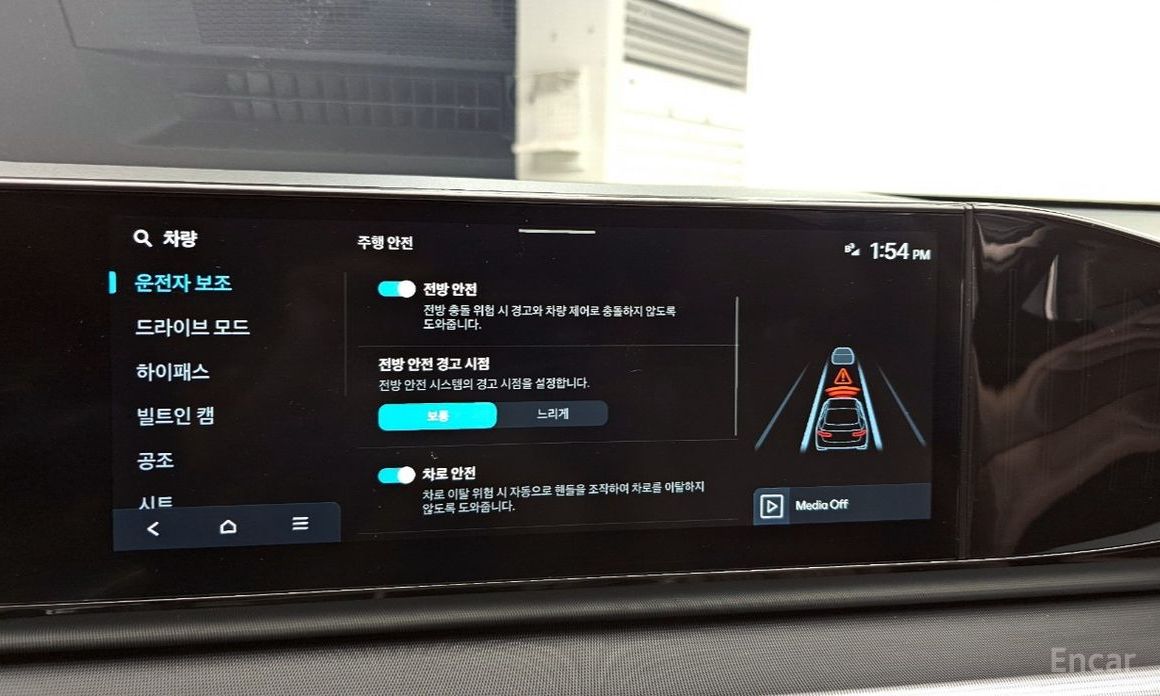 차량
운전자 보조
드라이브 모드
하이패스
빌트인 캠
공조
시트
주행 안전
전방 안전
전방 충돌 위험 시 경고와 차량 제어로 충돌하지 않도록
도와줍니다.
전방 안전 경고 시점
전방 안전 시스템의 경고 시점을 설정합니다.
보통
느리게
차로 안전
차로 이탈 위험 시 자동으로 핸들을 조작하여 차로를 이탈하지
않도록 도와줍니다.
1:54 PM
Media Off
Encar